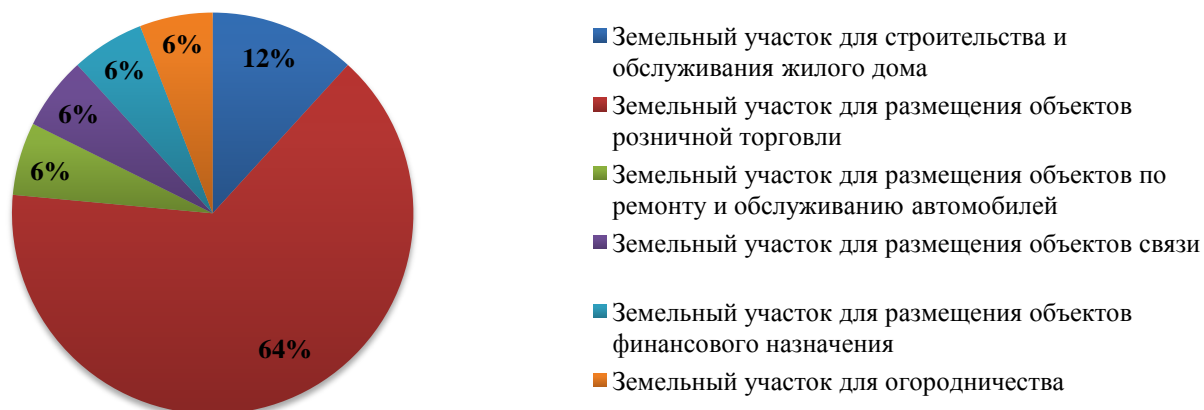 6%
12%
6%
6%
6%
64%
Земельный участок для строительства и
обслуживания жилого дома
Земельный участок для размещения объектов
розничной торговли
Земельный участок для размещения объектов по
ремонту и обслуживанию автомобилей
Земельный участок для размещения объектов связи
Земельный участок для размещения объектов
финансового назначения
Земельный участок для огородничества